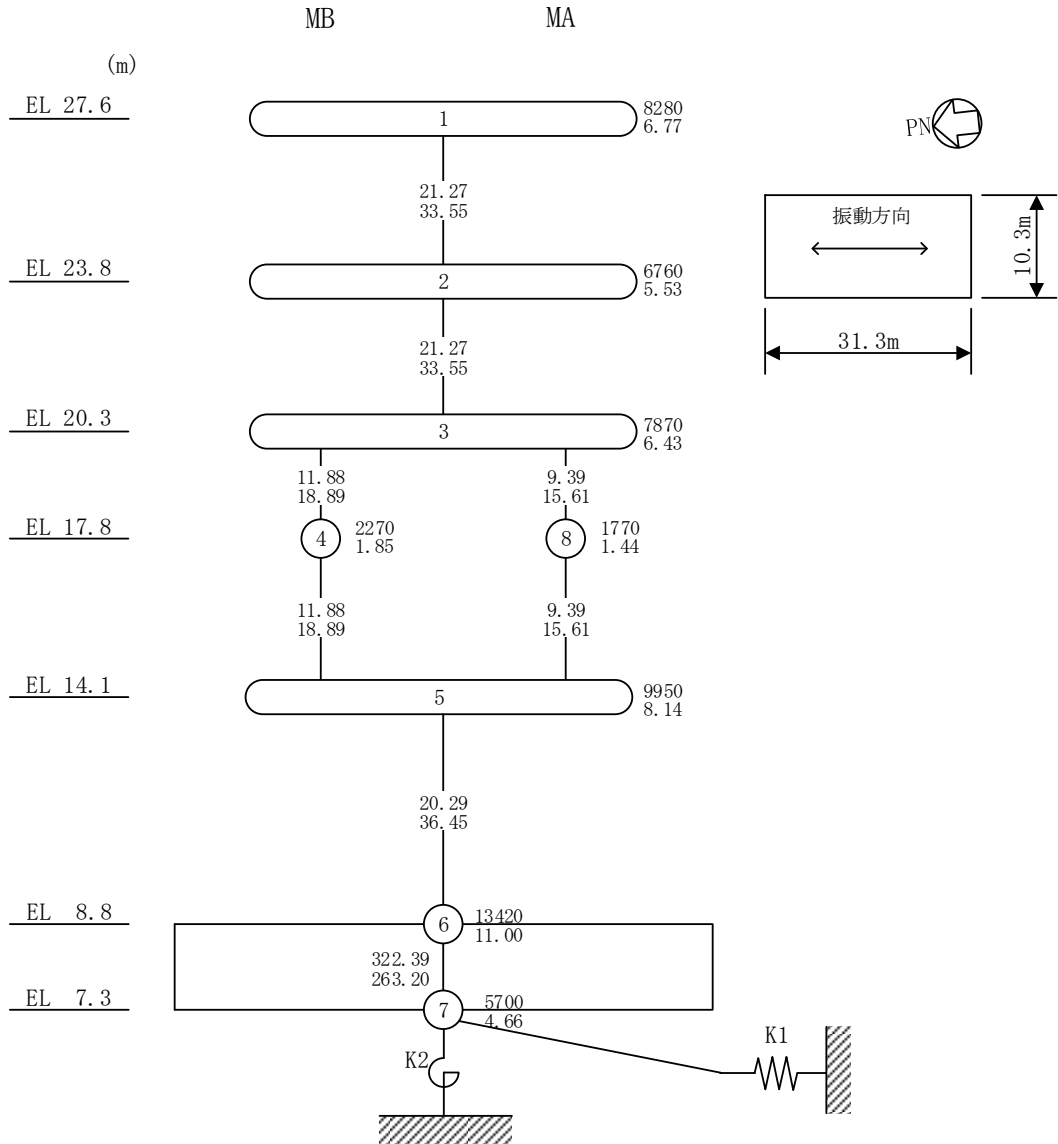 MB MA
(m)
EL 27.6
1
8280
6.77
PN
21.27
33.55
振動方向
10.3m
EL 23.8
2
6760
5.53
31.3m
21.27
33.55
EL 20.3
3
7870
6.43
11.88
18.89
9.39
15.61
EL 17.8
4
2270
1.85
8
1770
1.44
11.88
18.89
9.39
15.61
EL 14.1
5
9950
8.14
20.29
36.45
EL 8.8
6
13420
11.00
322.39
263.20
EL 7.3
7
5700
4.66
K1
K2